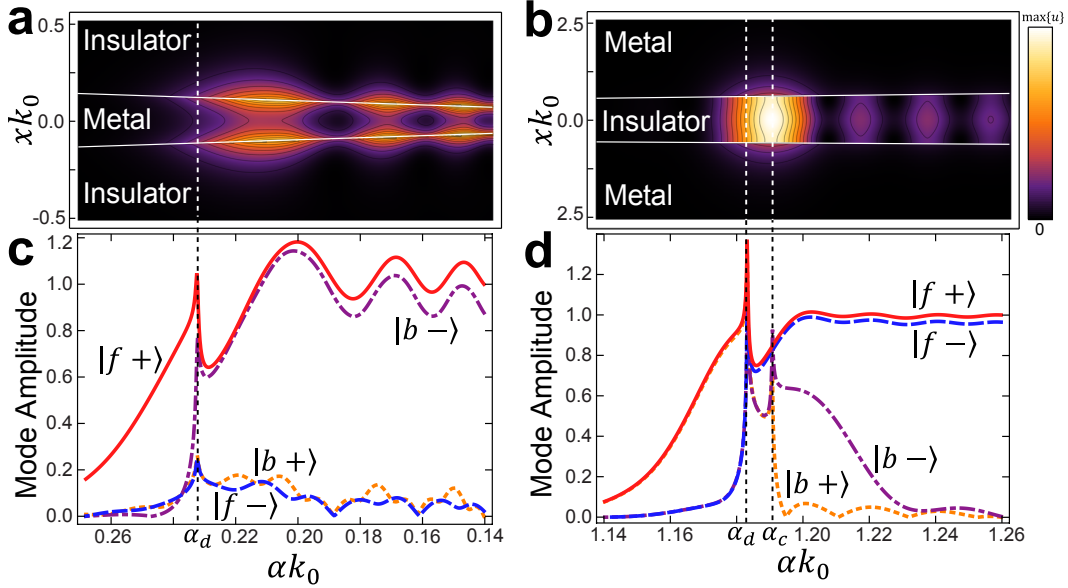 a
0.5
0.0
-0.5
xk₀
Insulator
Metal
Insulator
b
2.5
0.0
2.5
xk₀
Metal
Insulator
Metal
max{u}
0
c
1.2
1.0
0.8
0.6
0.4
0.2
0.0
Mode Amplitude
|f +⟩
|b −⟩
|b +⟩
|f −⟩
0.26 α_d 0.22 0.20 0.18 0.16 0.14
αk₀
d
1.2
1.0
0.8
0.6
0.4
0.2
0.0
Mode Amplitude
|f +⟩
|f −⟩
|b −⟩
|b +⟩
1.14 1.16 α_d α_c 1.20 1.22 1.24 1.26
αk₀